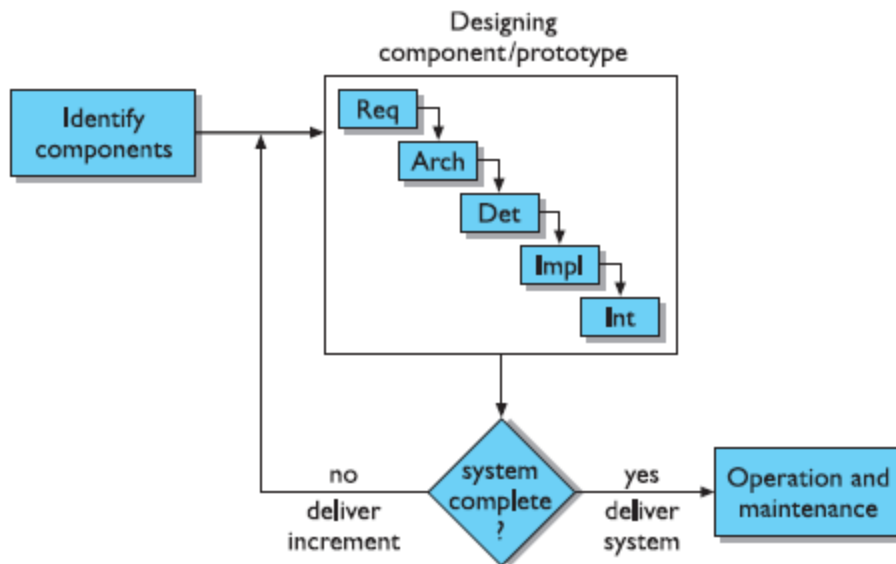 Designing
component/prototype
Identify
components
Req
Arch
Det
Impl
Int
no
deliver
increment
system
complete
?
yes
deliver
system
Operation and
maintenance